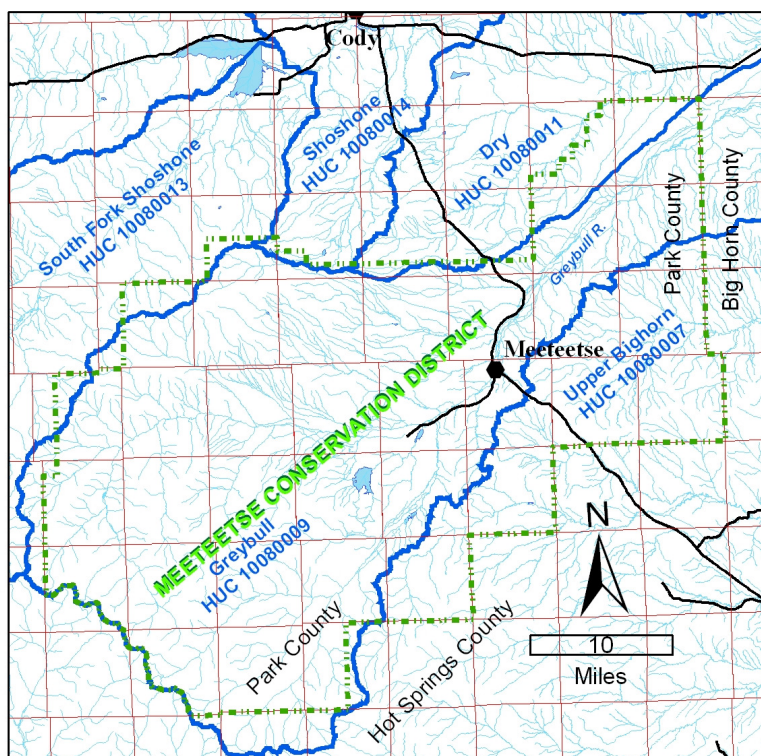 Cody
Shoshone
HUC 10080014
Dry
HUC 10080011
South Fork Shoshone
HUC 10080013
Greybull R.
Park County
Big Horn County
Meeteetse
Upper Bighorn
HUC 10080007
MEETEETSE CONSERVATION DISTRICT
Greybull
HUC 10080009
Park County
Hot Springs County
N
10
Miles